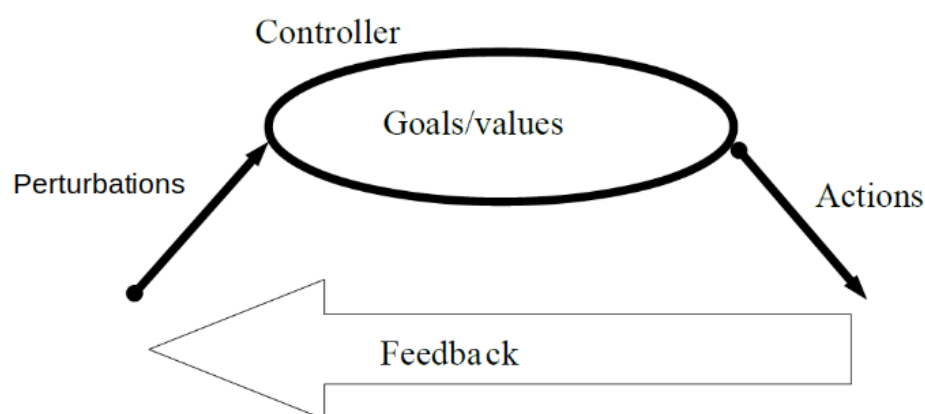 Controller
Goals/values
Perturbations
Actions
Feedback